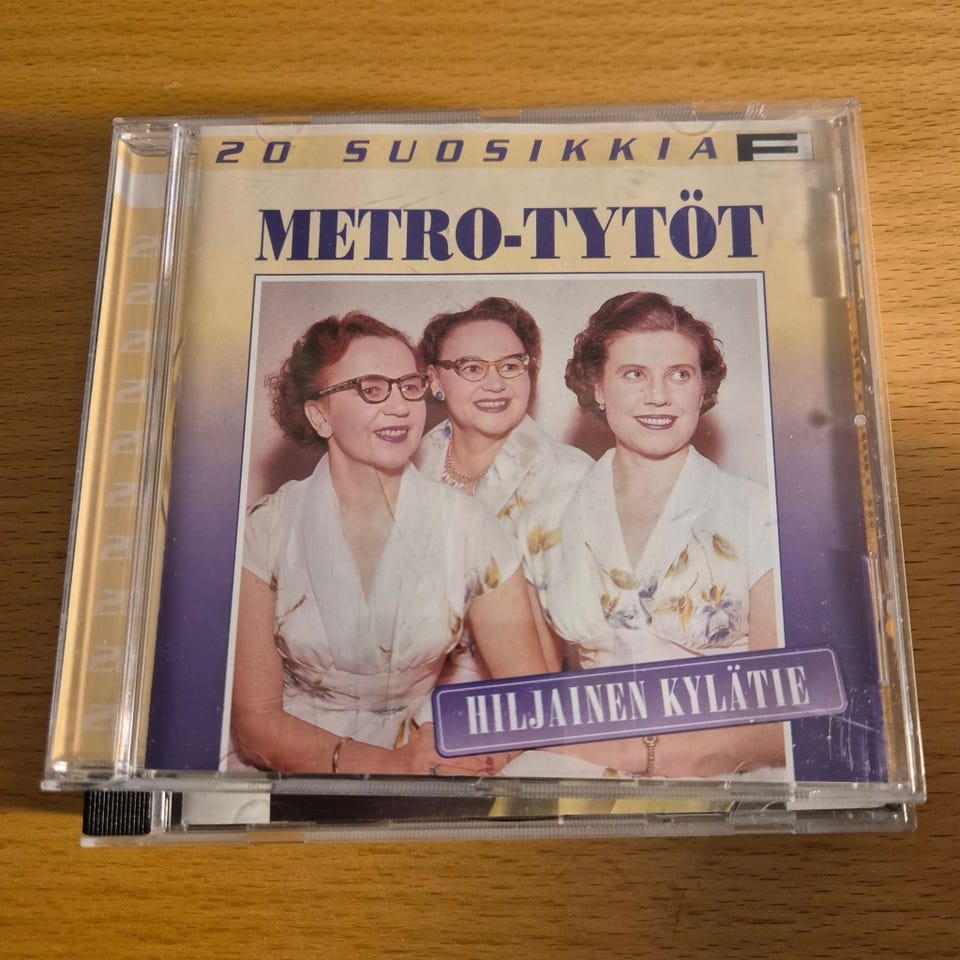 20 SUOSIKKIA F
METRO-TYTÖT
HILJAINEN KYLÄTIE